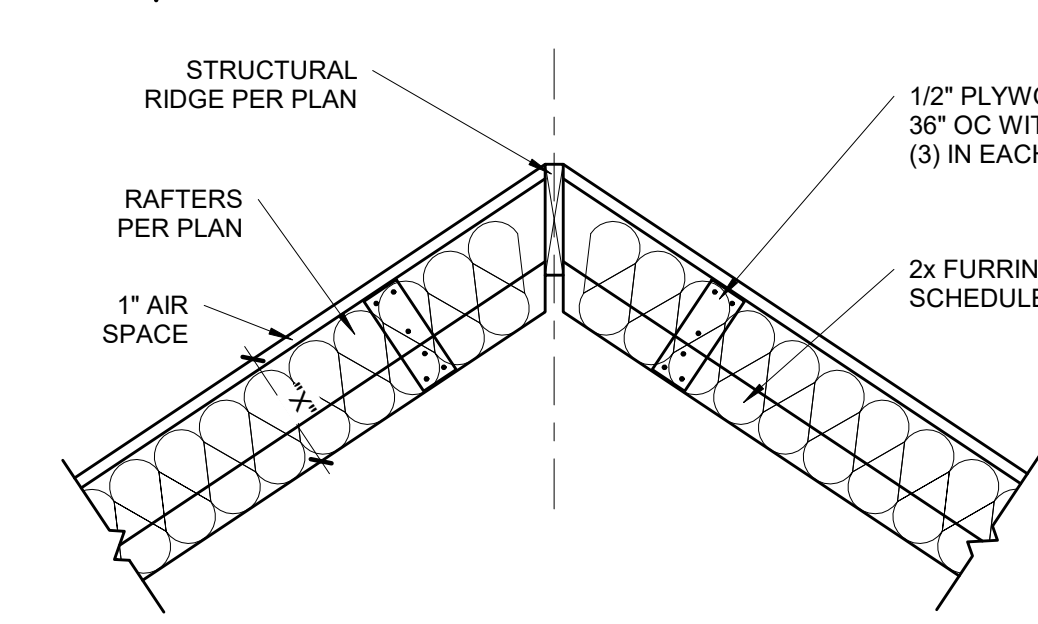 STRUCTURAL
RIDGE PER PLAN
RAFTERS
PER PLAN
1" AIR
SPACE
"X"
1/2" PLYWO
36" OC WIT
(3) IN EACH
2x FURRIN
SCHEDULE